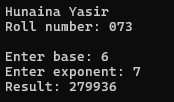 Hunaina Yasir
Roll number: 073
Enter base: 6
Enter exponent: 7
Result: 279936